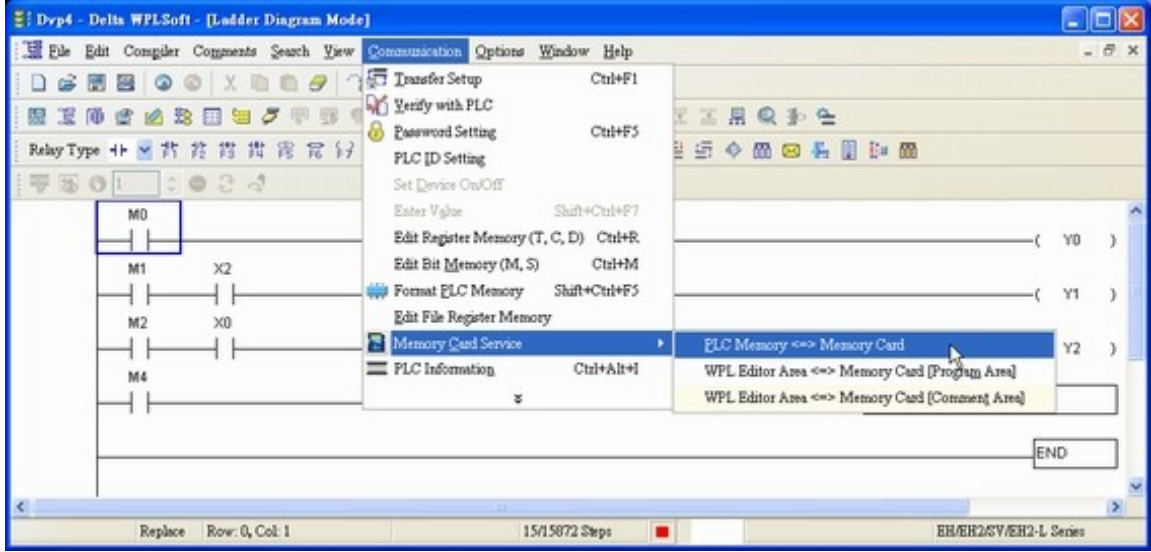 Dvp4 - Delta WPLSoft - [Ladder Diagram Mode]
File Edit Compiler Comments Search View Communication Options Window Help
Transfer Setup Ctrl+F1
Verify with PLC
Relay Type
Password Setting Ctrl+F5
PLC ID Setting
1
Set Device On/Off
M0
Enter Value Shift+Ctrl+F7
Edit Register Memory (T, C, D) Ctrl+R
Y0
M1 X2
Edit Bit Memory (M, S) Ctrl+M
Format PLC Memory Shift+Ctrl+F5
Y1
M2 X0
Edit File Register Memory
Memory Card Service
PLC Memory <=> Memory Card
Y2
PLC Information Ctrl+Alt+I
WPL Editor Area <=> Memory Card [Program Area]
M4
WPL Editor Area <=> Memory Card [Comment Area]
END
Replace Row: 0, Col: 1 15/15872 Steps EH/EH2/SV/EH2-L Series